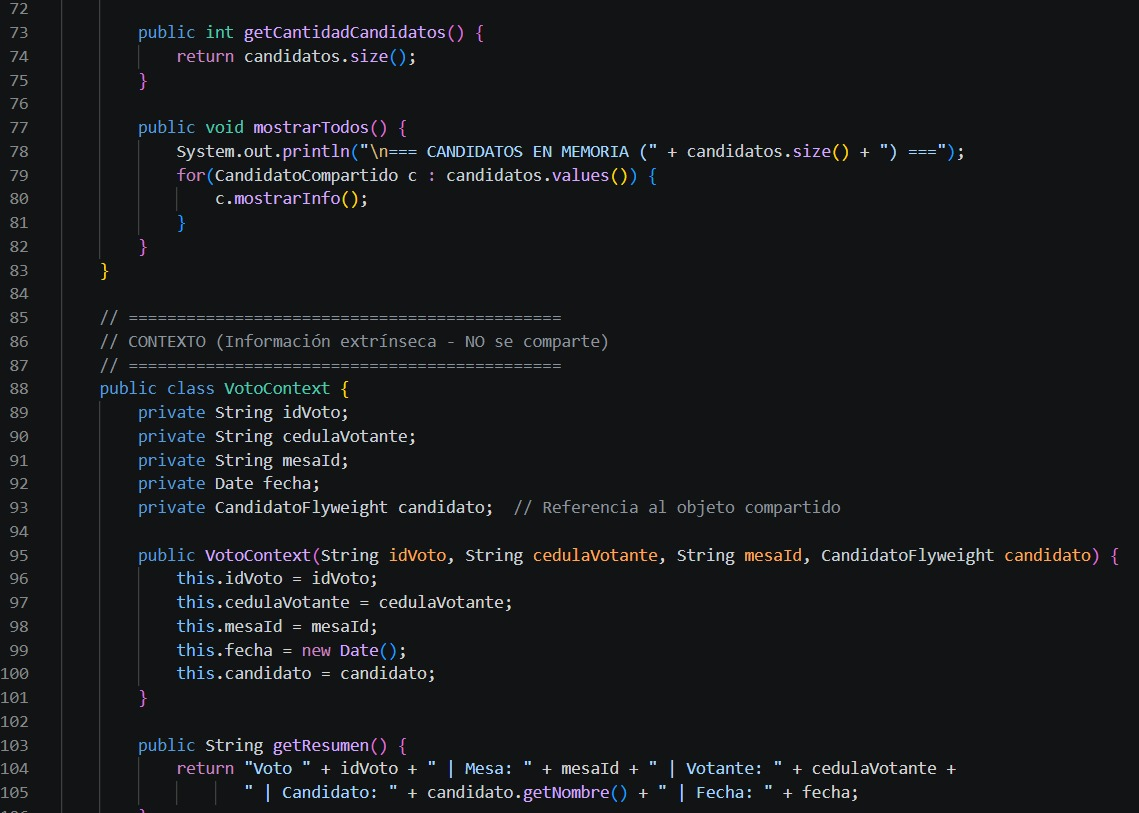 72
73 public int getCantidadCandidatos() {
74 return candidatos.size();
75 }
76
77 public void mostrarTodos() {
78 System.out.println("\n=== CANDIDATOS EN MEMORIA (" + candidatos.size() + ") ===");
79 for(CandidatoCompartido c : candidatos.values()) {
80 c.mostrarInfo();
81 }
82 }
83 }
84
85 // =============================================
86 // CONTEXTO (Información extrínseca - NO se comparte)
87 // =============================================
88 public class VotoContext {
89 private String idVoto;
90 private String cedulaVotante;
91 private String mesaId;
92 private Date fecha;
93 private CandidatoFlyweight candidato;  // Referencia al objeto compartido
94
95 public VotoContext(String idVoto, String cedulaVotante, String mesaId, CandidatoFlyweight candidato) {
96 this.idVoto = idVoto;
97 this.cedulaVotante = cedulaVotante;
98 this.mesaId = mesaId;
99 this.fecha = new Date();
100 this.candidato = candidato;
101 }
102
103 public String getResumen() {
104 return "Voto " + idVoto + " | Mesa: " + mesaId + " | Votante: " + cedulaVotante +
105 " | Candidato: " + candidato.getNombre() + " | Fecha: " + fecha;